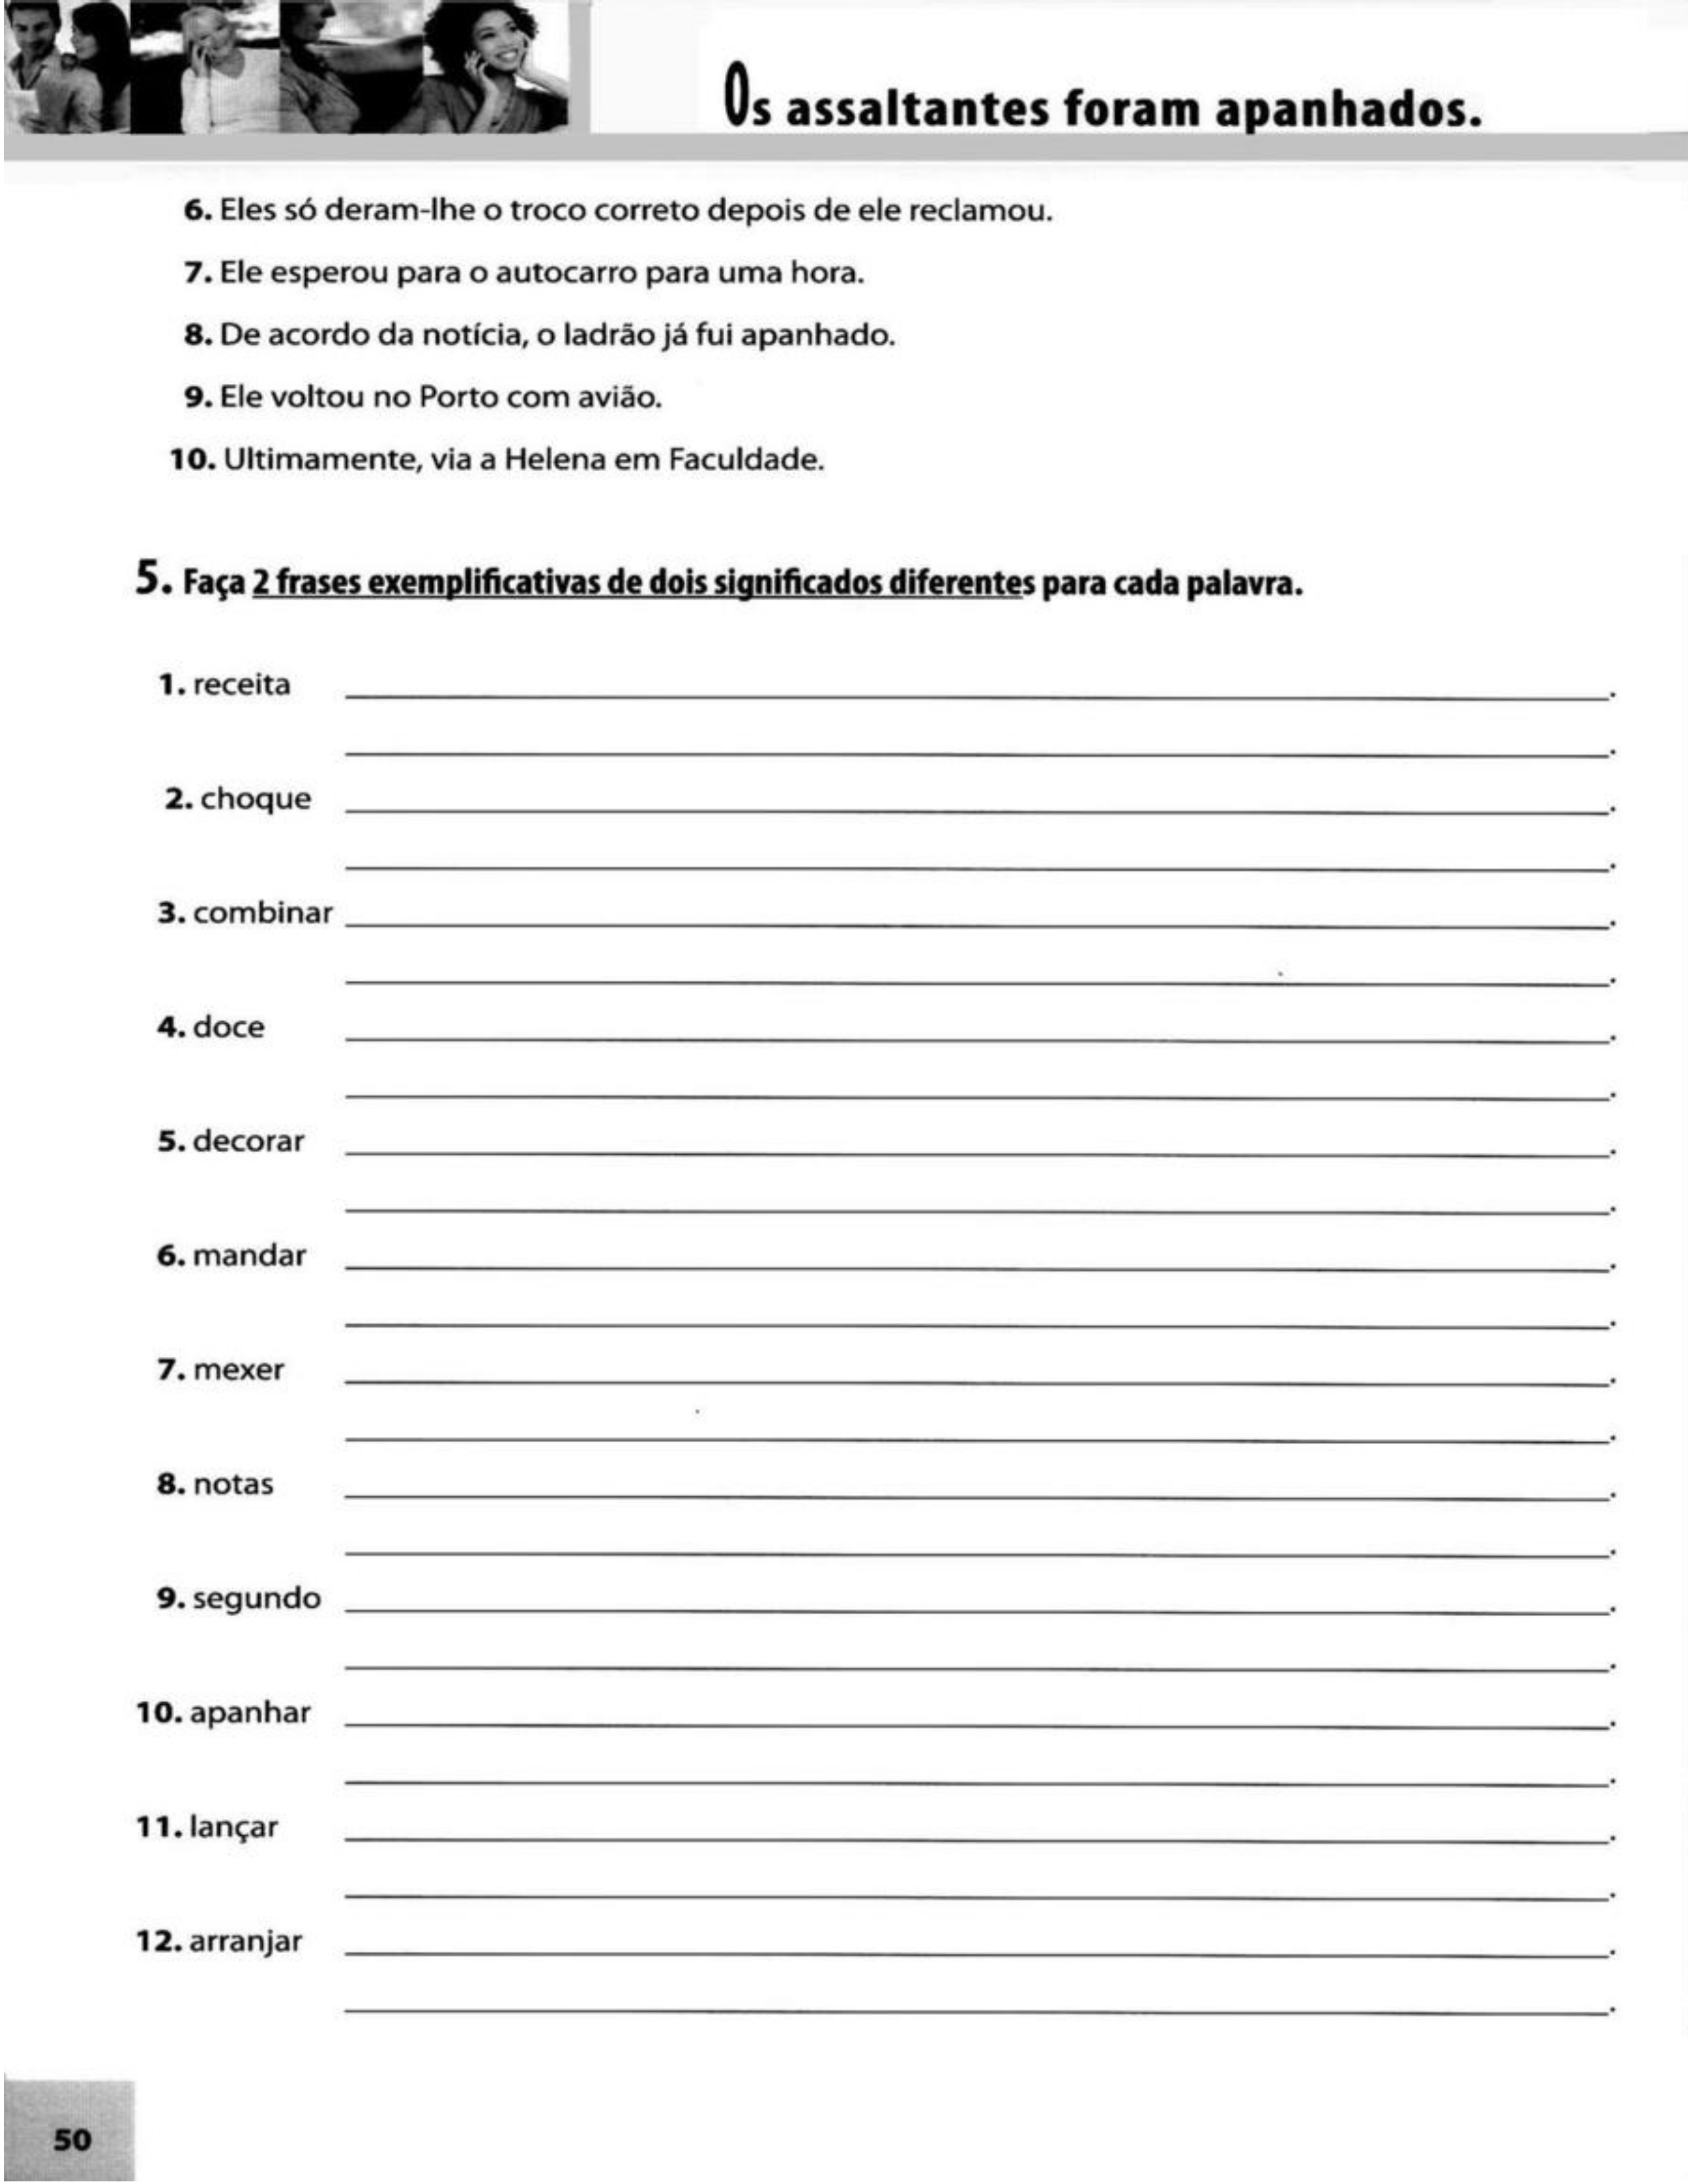 Os assaltantes foram apanhados.
6. Eles só deram-lhe o troco correto depois de ele reclamou.
7. Ele esperou para o autocarro para uma hora.
8. De acordo da notícia, o ladrão já fui apanhado.
9. Ele voltou no Porto com avião.
10. Ultimamente, via a Helena em Faculdade.
5. Faça 2 frases exemplificativas de dois significados diferentes para cada palavra.
1. receita
2. choque
3. combinar
4. doce
5. decorar
6. mandar
7. mexer
8. notas
9. segundo
10. apanhar
11. lançar
12. arranjar
50